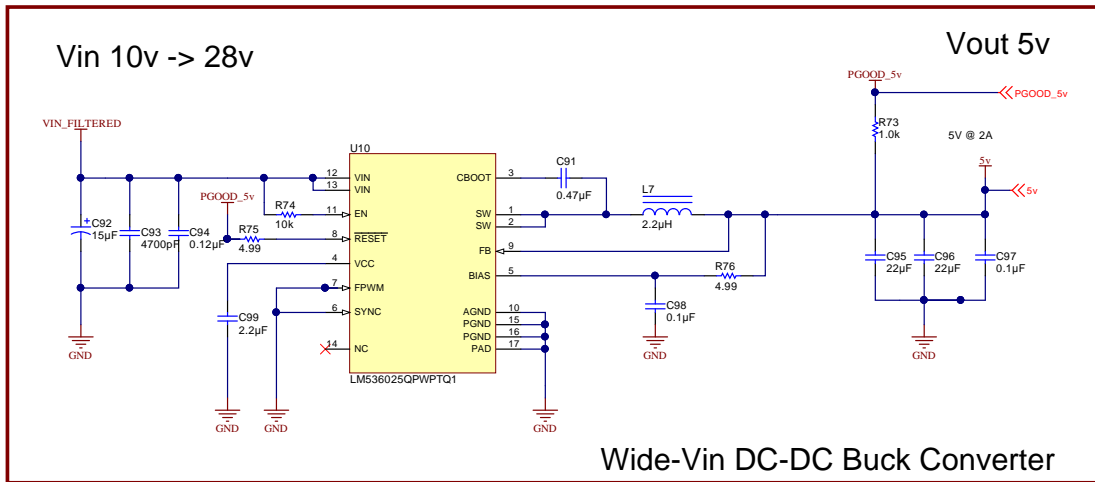 Vin 10v -> 28v
Vout 5v
PGOOD_5v
PGOOD_5v
VIN_FILTERED
R73
1.0k
5V @ 2A
U10
5v
5v
12 VIN
13 VIN
CBOOT 3
C91
0.47µF
PGOOD_5v
R74
10k
11 EN
SW 1
SW 2
L7
2.2µH
C92
15µF
C93
4700pF
C94
0.12µF
R75
4.99
8 RESET
FB 9
C95
22µF
C96
22µF
C97
0.1µF
4 VCC
BIAS 5
R76
4.99
7 FPWM
C98
0.1µF
C99
2.2µF
6 SYNC
AGND 10
PGND 15
PGND 16
PAD 17
14 NC
GND
GND
GND
LM536025QPWPTQ1
GND
GND
GND
Wide-Vin DC-DC Buck Converter